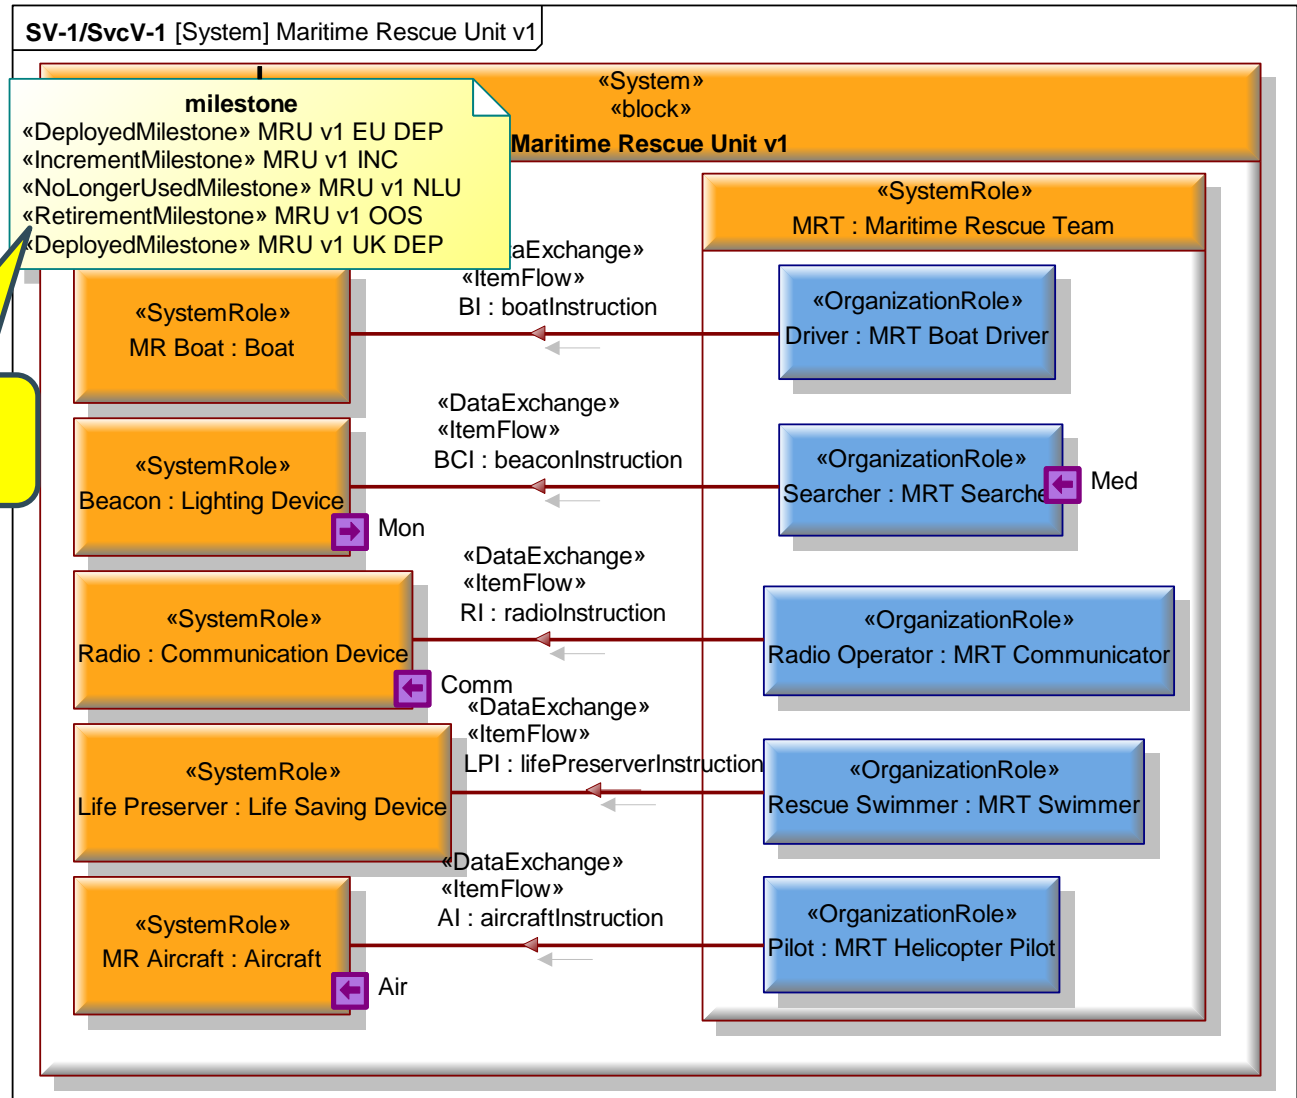 SV-1/SvcV-1 [System] Maritime Rescue Unit v1
«System»
«block»
Maritime Rescue Unit v1
milestone
«DeployedMilestone» MRU v1 EU DEP
«IncrementMilestone» MRU v1 INC
«NoLongerUsedMilestone» MRU v1 NLU
«RetirementMilestone» MRU v1 OOS
«DeployedMilestone» MRU v1 UK DEP
«SystemRole»
MRT : Maritime Rescue Team
«SystemRole»
MR Boat : Boat
aExchange»
«ItemFlow»
BI : boatInstruction
«OrganizationRole»
Driver : MRT Boat Driver
«SystemRole»
Beacon : Lighting Device
Mon
«DataExchange»
«ItemFlow»
BCI : beaconInstruction
«OrganizationRole»
Searcher : MRT Searche
Med
«SystemRole»
Radio : Communication Device
Comm
«DataExchange»
«ItemFlow»
RI : radioInstruction
«OrganizationRole»
Radio Operator : MRT Communicator
«SystemRole»
Life Preserver : Life Saving Device
«DataExchange»
«ItemFlow»
LPI : lifePreserverInstruction
«OrganizationRole»
Rescue Swimmer : MRT Swimmer
«SystemRole»
MR Aircraft : Aircraft
Air
«DataExchange»
«ItemFlow»
AI : aircraftInstruction
«OrganizationRole»
Pilot : MRT Helicopter Pilot